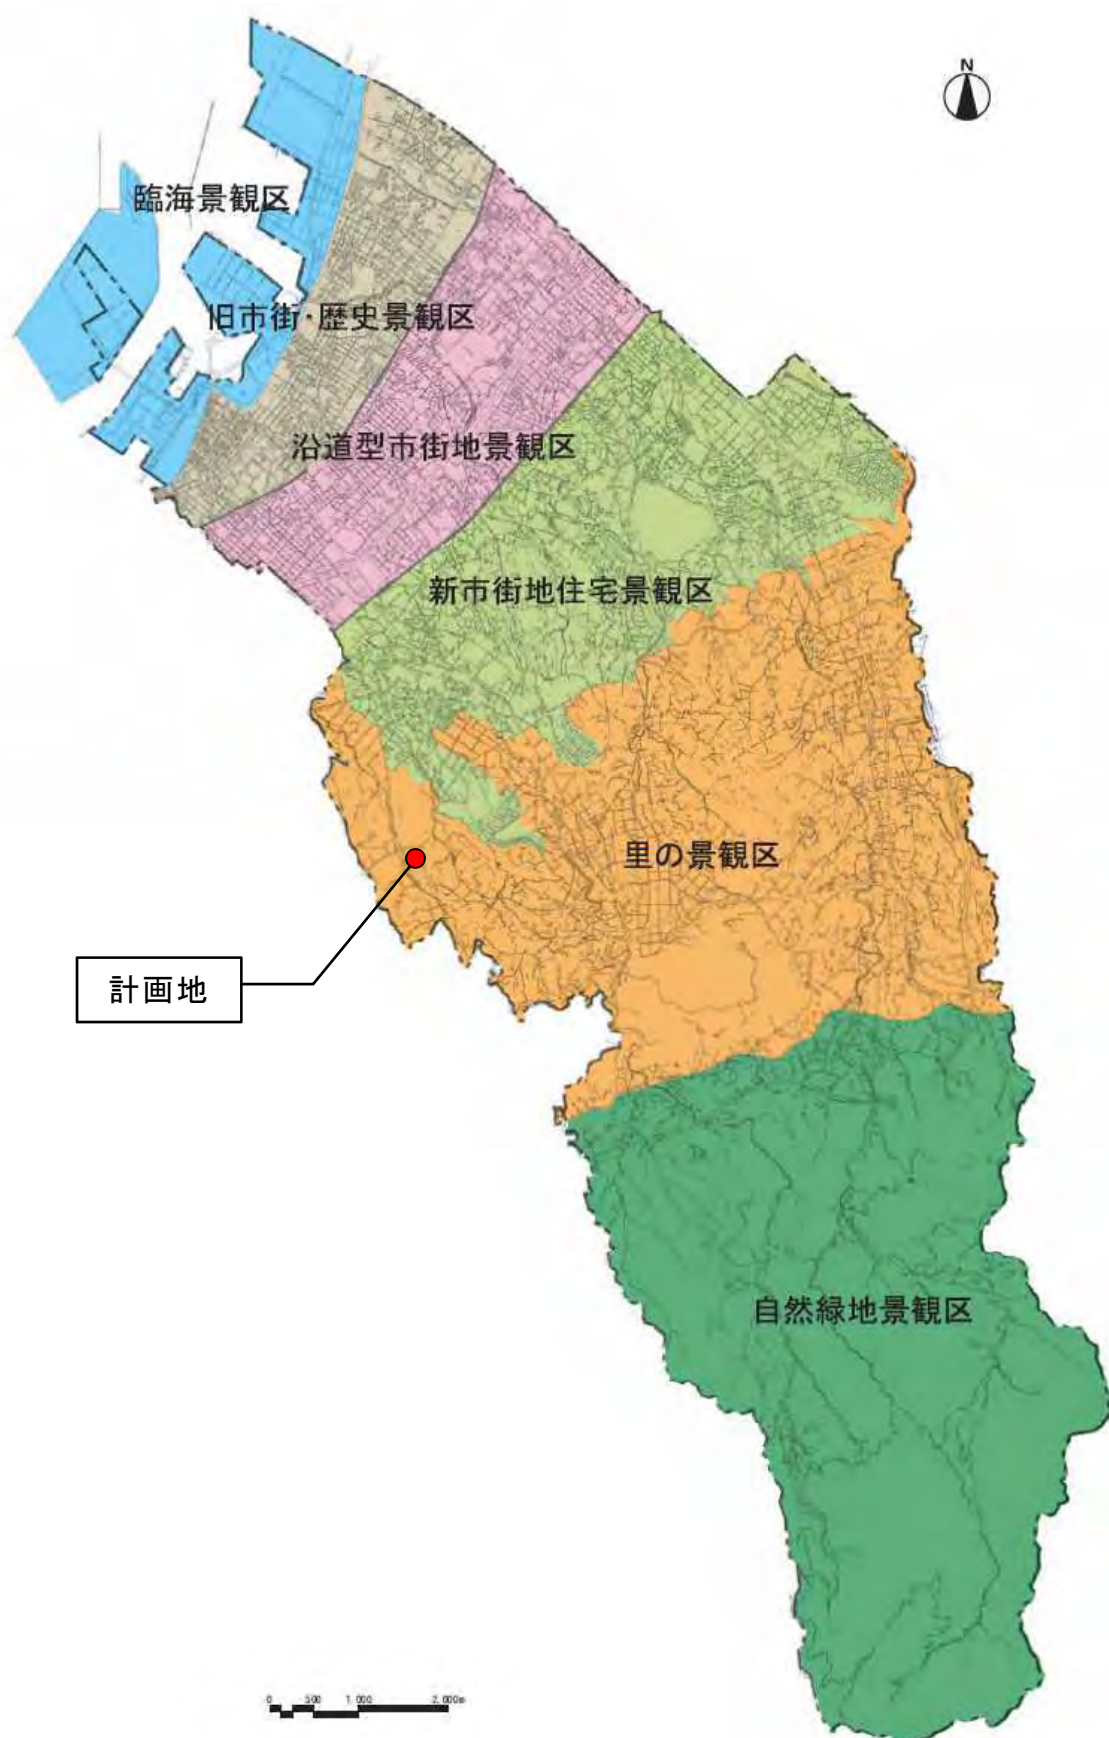 N
臨海景観区
旧市街・歴史景観区
沿道型市街地景観区
新市街地住宅景観区
里の景観区
計画地
自然緑地景観区
0 500 1,000 2,000m